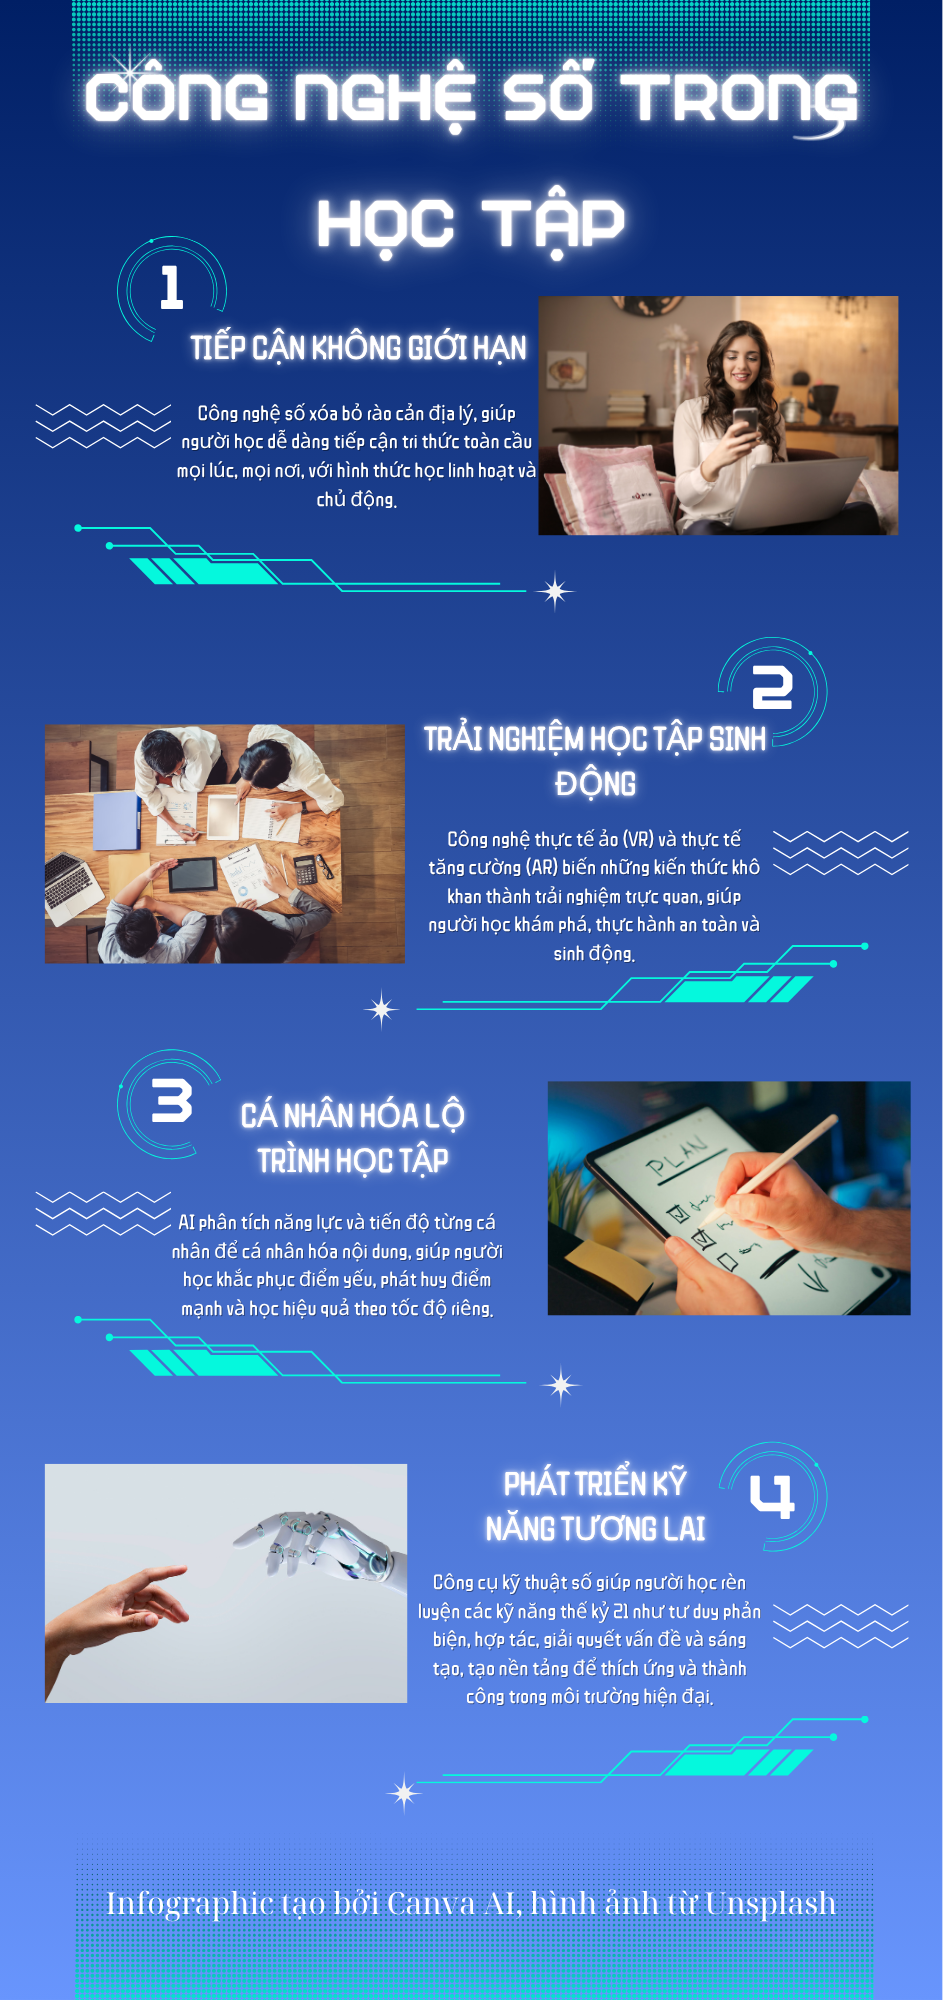 CÔNG NGHỆ SỐ TRONG
HỌC TẬP
1
TIẾP CẬN KHÔNG GIỚI HẠN
Công nghệ số xóa bỏ rào cản địa lý, giúp
người học dễ dàng tiếp cận tri thức toàn cầu
mọi lúc, mọi nơi, với hình thức học linh hoạt và
chủ động.
2
TRẢI NGHIỆM HỌC TẬP SINH
ĐỘNG
Công nghệ thực tế ảo (VR) và thực tế
tăng cường (AR) biến những kiến thức khô
khan thành trải nghiệm trực quan, giúp
người học khám phá, thực hành an toàn và
sinh động.
3
CÁ NHÂN HÓA LỘ
TRÌNH HỌC TẬP
AI phân tích năng lực và tiến độ từng cá
nhân để cá nhân hóa nội dung, giúp người
học khắc phục điểm yếu, phát huy điểm
mạnh và học hiệu quả theo tốc độ riêng.
PLAN
4
PHÁT TRIỂN KỸ
NĂNG TƯƠNG LAI
Công cụ kỹ thuật số giúp người học rèn
luyện các kỹ năng thế kỷ 21 như tư duy phản
biện, hợp tác, giải quyết vấn đề và sáng
tạo, tạo nền tảng để thích ứng và thành
công trong môi trường hiện đại.
Infographic tạo bởi Canva AI, hình ảnh từ Unsplash